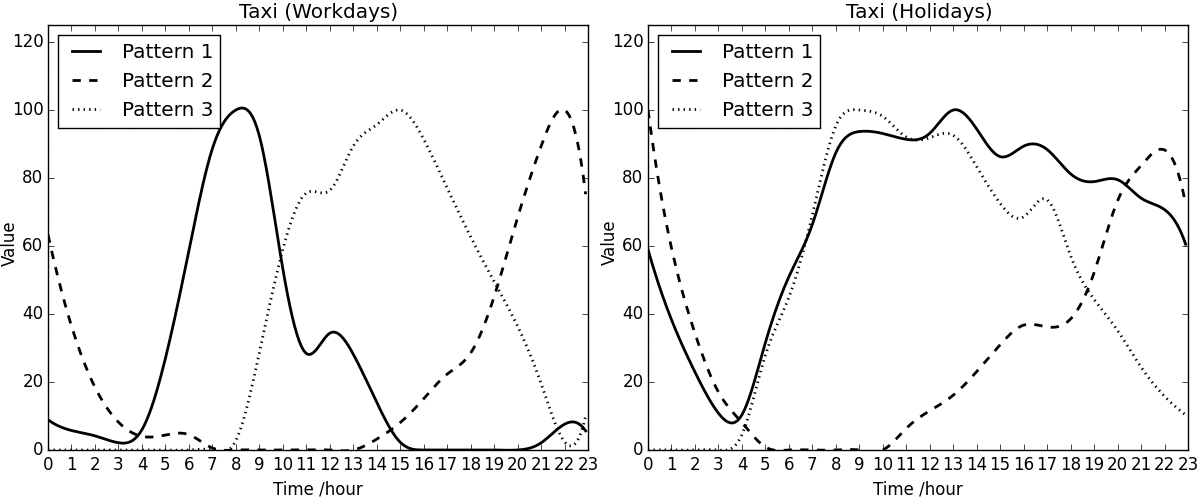 Taxi (Workdays)
120
100
80
60
40
20
0
Value
Pattern 1
Pattern 2
Pattern 3
0 1 2 3 4 5 6 7 8 9 10 11 12 13 14 15 16 17 18 19 20 21 22 23
Time /hour
Taxi (Holidays)
120
100
80
60
40
20
0
Value
Pattern 1
Pattern 2
Pattern 3
0 1 2 3 4 5 6 7 8 9 10 11 12 13 14 15 16 17 18 19 20 21 22 23
Time /hour